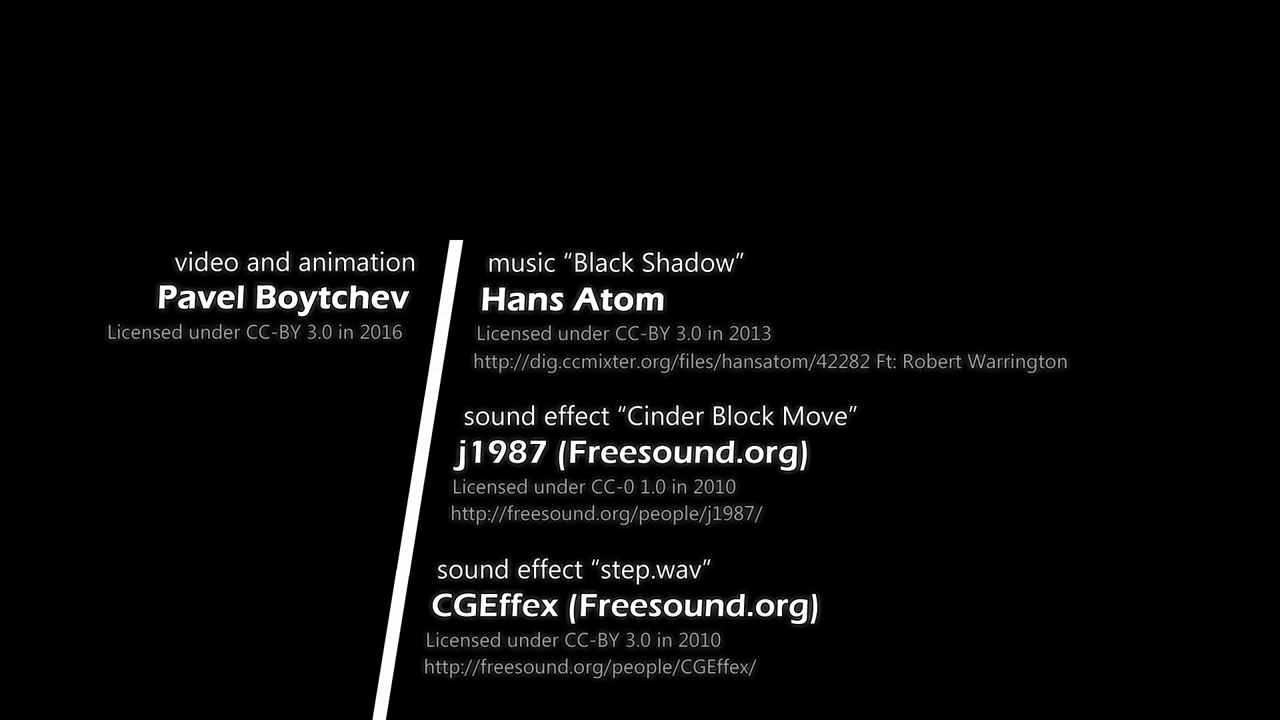 video and animation
Pavel Boytchev
Licensed under CC-BY 3.0 in 2016
music “Black Shadow”
Hans Atom
Licensed under CC-BY 3.0 in 2013
http://dig.ccmixter.org/files/hansatom/42282 Ft: Robert Warrington
sound effect “Cinder Block Move”
j1987 (Freesound.org)
Licensed under CC-0 1.0 in 2010
http://freesound.org/people/j1987/
sound effect “step.wav”
CGEffex (Freesound.org)
Licensed under CC-BY 3.0 in 2010
http://freesound.org/people/CGEffex/